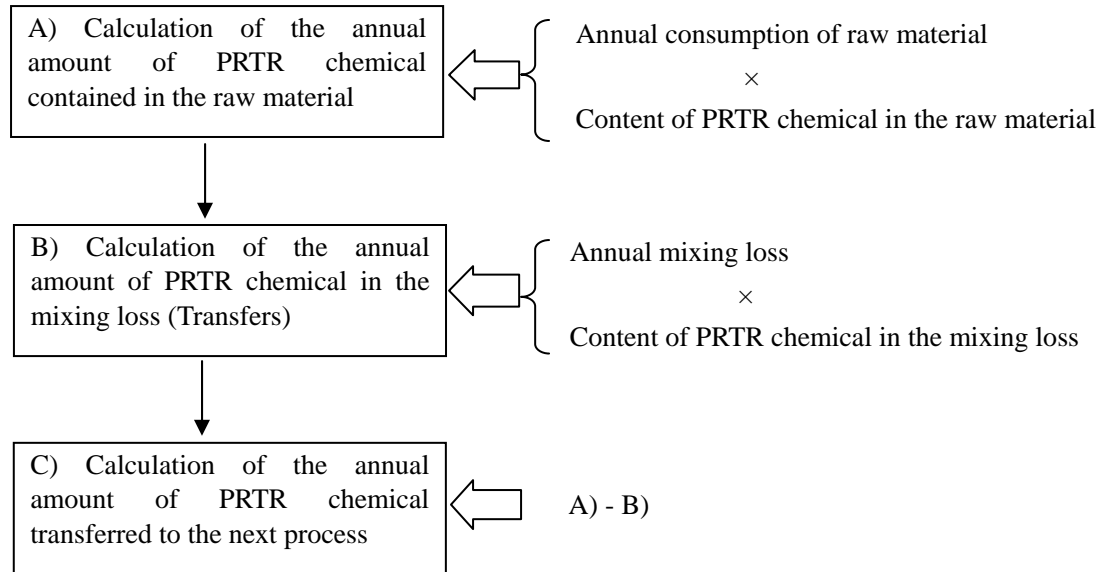 A) Calculation of the annual
amount of PRTR chemical
contained in the raw material
Annual consumption of raw material
×
Content of PRTR chemical in the raw material
B) Calculation of the annual
amount of PRTR chemical in the
mixing loss (Transfers)
Annual mixing loss
×
Content of PRTR chemical in the mixing loss
C) Calculation of the annual
amount of PRTR chemical
transferred to the next process
A) - B)